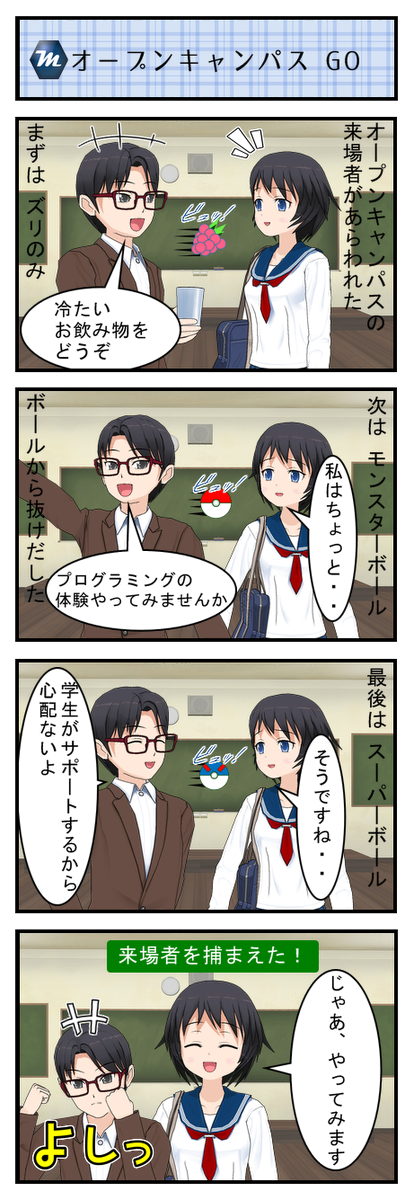 m オープンキャンパス GO
オープンキャンパスの
来場者があらわれた
ビュッ!
まずは ズリのみ
冷たい
お飲み物を
どうぞ
次は モンスターボール
私はちょっと・・
ビュッ!
プログラミングの
体験やってみませんか
ボールから抜けだした
最後は スーパーボール
そうですね・・
ビュッ!
学生がサポートするから
心配ないよ
来場者を捕まえた!
じゃあ、やってみます
よしっ